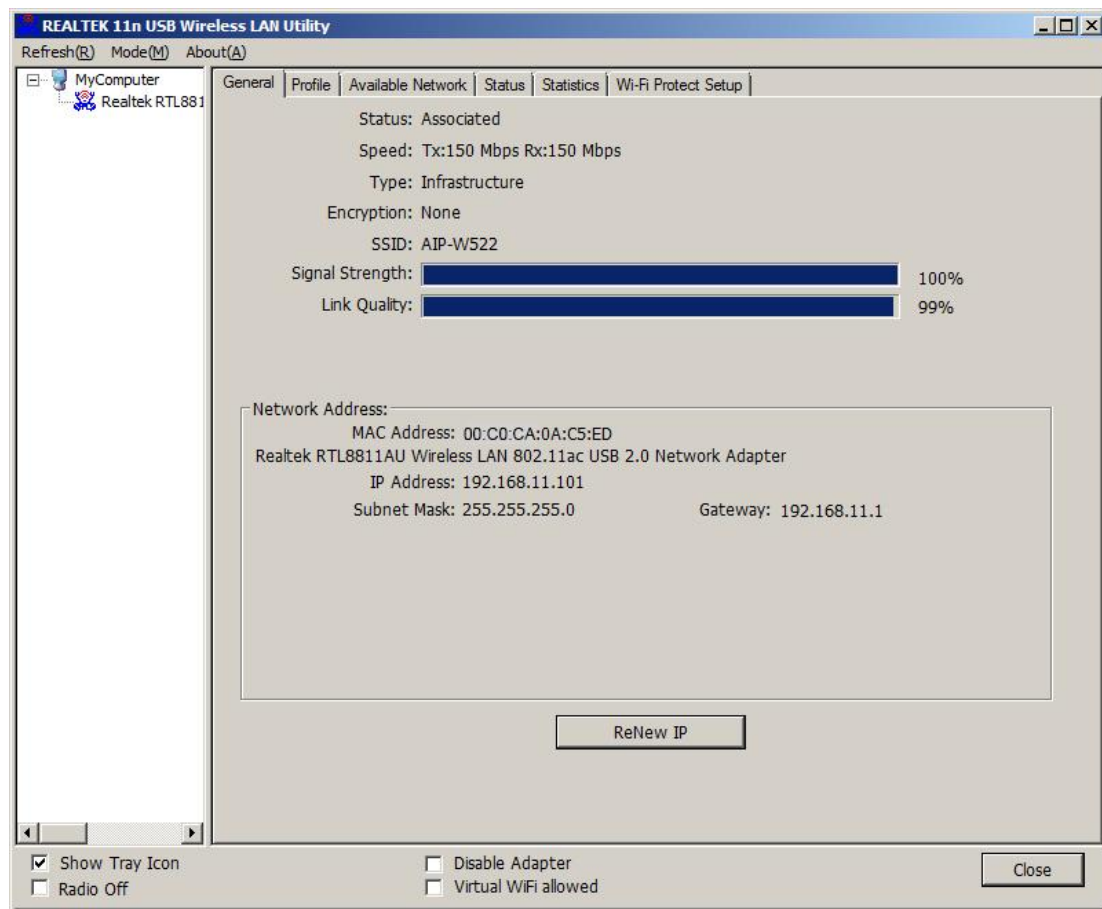 REALTEK 11n USB Wireless LAN Utility
Refresh(R) Mode(M) About(A)
MyComputer
Realtek RTL881
General Profile Available Network Status Statistics Wi-Fi Protect Setup
Status: Associated
Speed: Tx:150 Mbps Rx:150 Mbps
Type: Infrastructure
Encryption: None
SSID: AIP-W522
Signal Strength: 100%
Link Quality: 99%
Network Address:
MAC Address: 00:C0:CA:0A:C5:ED
Realtek RTL8811AU Wireless LAN 802.11ac USB 2.0 Network Adapter
IP Address: 192.168.11.101
Subnet Mask: 255.255.255.0 Gateway: 192.168.11.1
ReNew IP
Show Tray Icon Disable Adapter
Radio Off Virtual WiFi allowed
Close